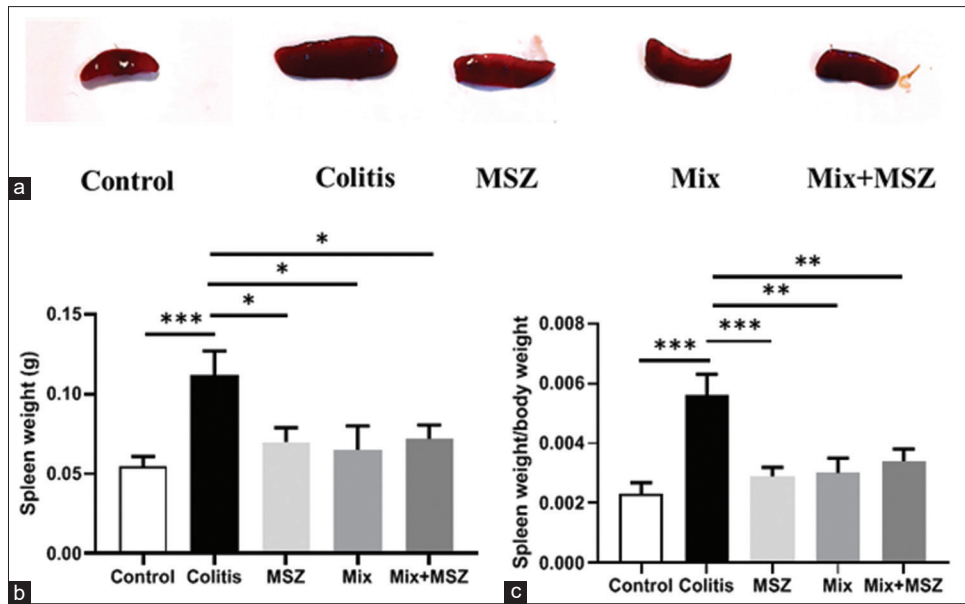 a
Control Colitis MSZ Mix Mix+MSZ
b
Spleen weight (g)
0.15
0.10
0.05
0.00
*
*
*** *
Control Colitis MSZ Mix Mix+MSZ
c
Spleen weight/body weight
0.008
0.006
0.004
0.002
0.000
**
**
*** ***
Control Colitis MSZ Mix Mix+MSZ